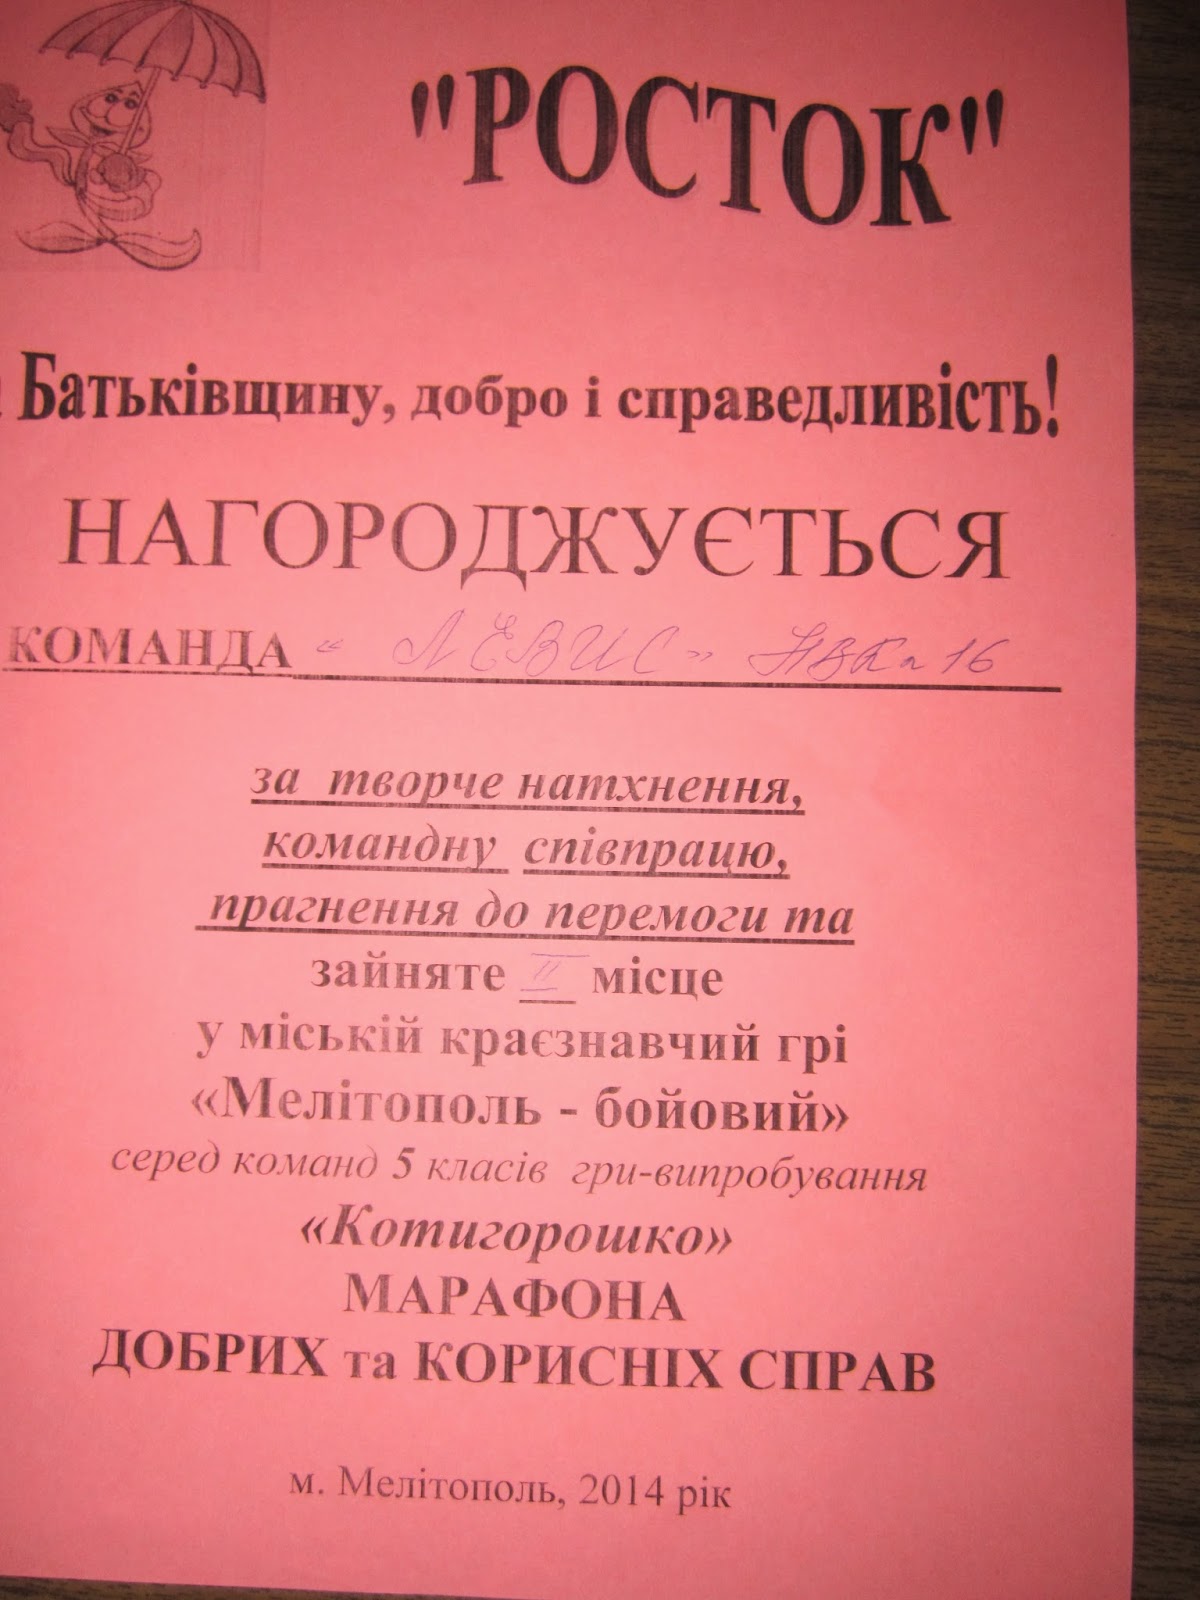 "РОСТОК"
Батьківщину, добро і справедливість!
НАГОРОДЖУЄТЬСЯ
КОМАНДА " ЛЕВИС" НВК 16
за творче натхнення,
командну співпрацю,
прагнення до перемоги та
зайняте II місце
у міській краєзнавчий грі
«Мелітополь - бойовий»
серед команд 5 класів гри-випробування
«Котигорошко»
МАРАФОНА
ДОБРИХ та КОРИСНІХ СПРАВ
м. Мелітополь, 2014 рік